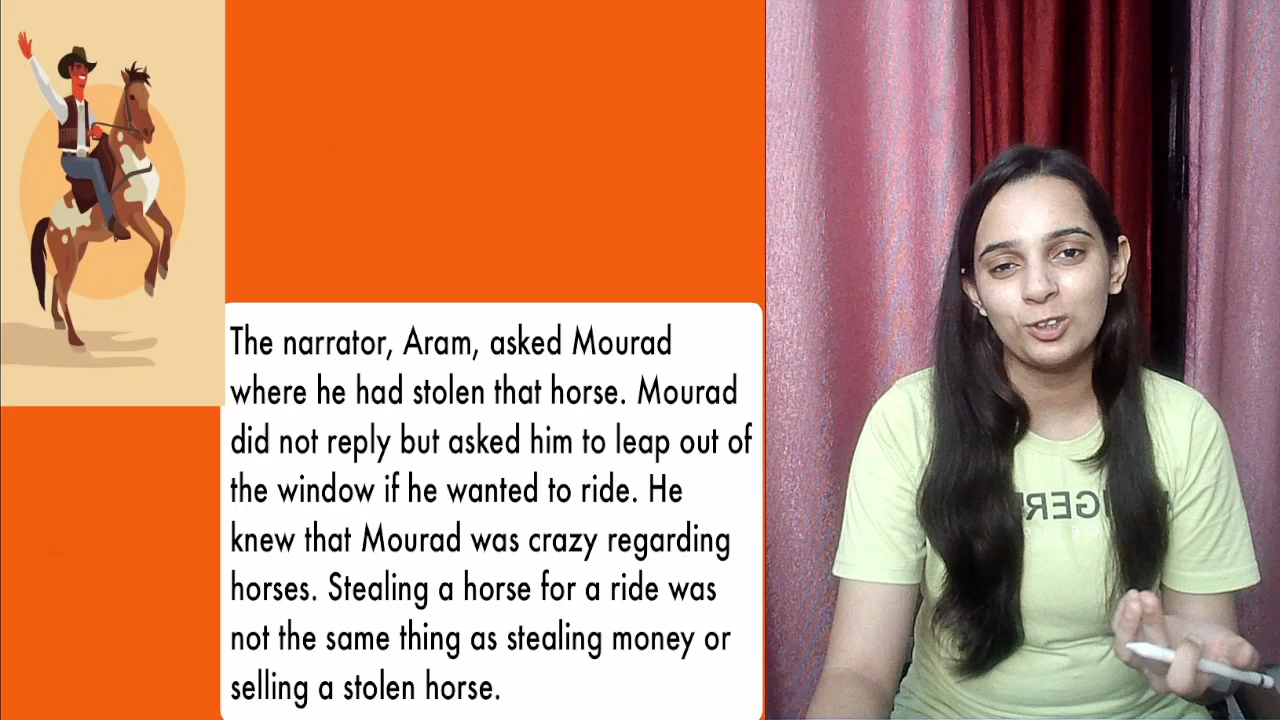 The narrator, Aram, asked Mourad
where he had stolen that horse. Mourad
did not reply but asked him to leap out of
the window if he wanted to ride. He
knew that Mourad was crazy regarding
horses. Stealing a horse for a ride was
not the same thing as stealing money or
selling a stolen horse.